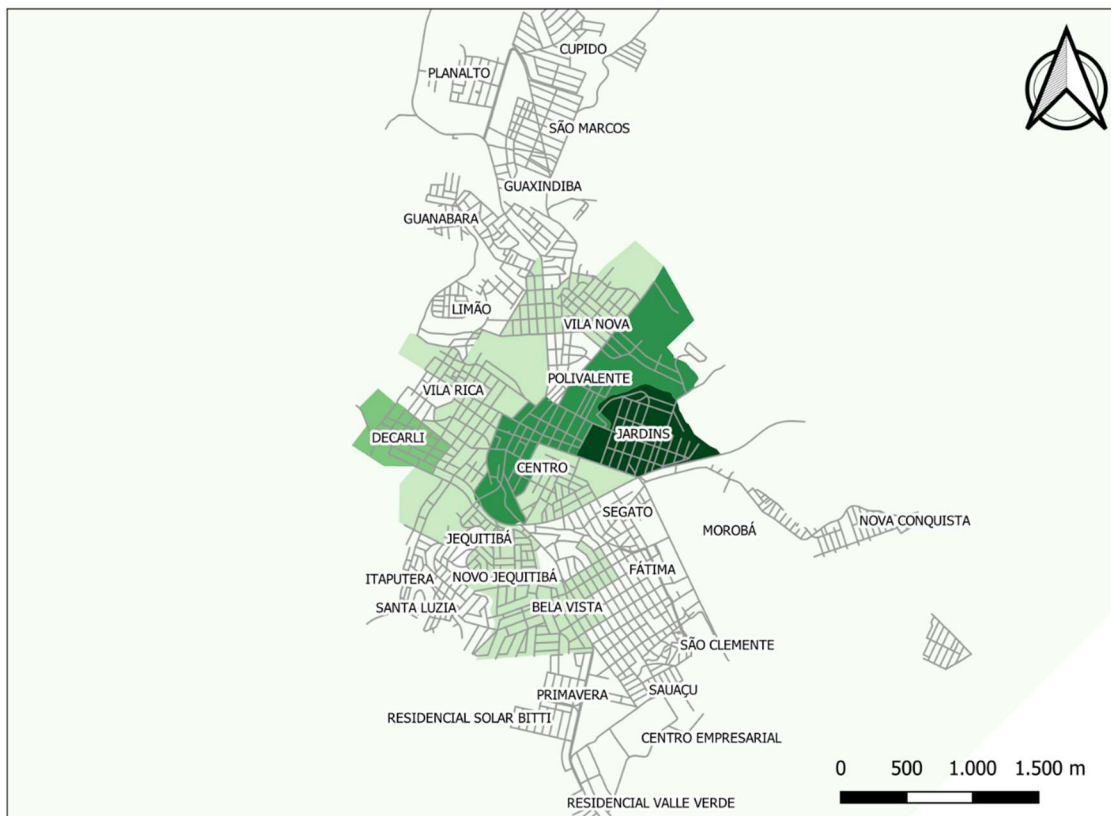 CUPIDO
PLANALTO
SÃO MARCOS
GUAXINDIBA
GUANABARA
LIMÃO
VILA NOVA
POLIVALENTE
VILA RICA
JARDINS
DECARLI
CENTRO
SEGATO
NOVA CONQUISTA
MOROBÁ
JEQUITIBÁ
FÁTIMA
ITAPUTERA
NOVO JEQUITIBÁ
SANTA LUZIA
BELA VISTA
SÃO CLEMENTE
SAUAÇU
PRIMAVERA
RESIDENCIAL SOLAR BITTI
CENTRO EMPRESARIAL
0 500 1.000 1.500 m
RESIDENCIAL VALLE VERDE